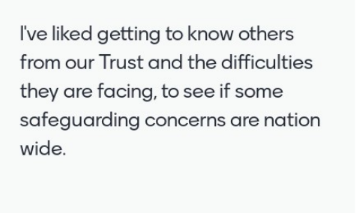 I've liked getting to know others
from our Trust and the difficulties
they are facing, to see if some
safeguarding concerns are nation
wide.